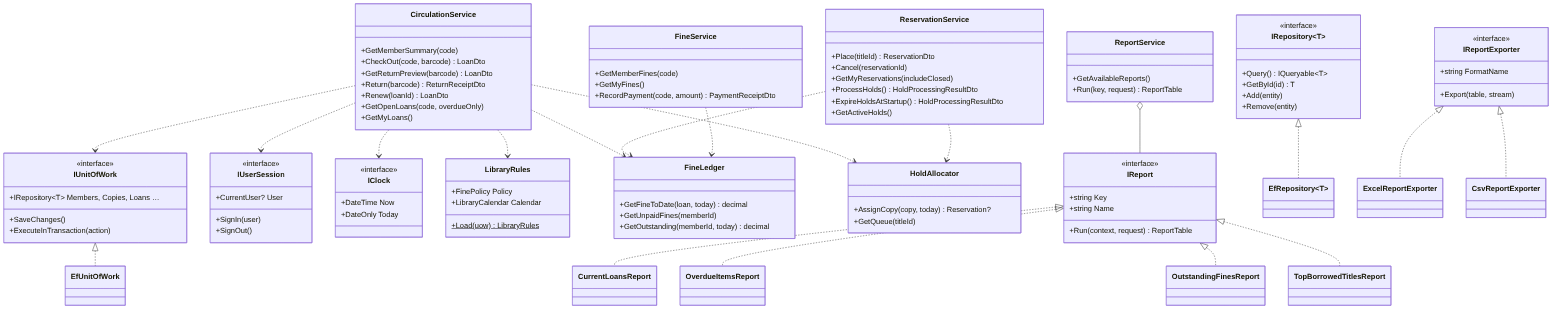 CirculationService
+GetMemberSummary(code)
+CheckOut(code, barcode) : LoanDto
+GetReturnPreview(barcode) : LoanDto
+Return(barcode) : ReturnReceiptDto
+Renew(loanId) : LoanDto
+GetOpenLoans(code, overdueOnly)
+GetMyLoans()
FineService
+GetMemberFines(code)
+GetMyFines()
+RecordPayment(code, amount) : PaymentReceiptDto
ReservationService
+Place(titleId) : ReservationDto
+Cancel(reservationId)
+GetMyReservations(includeClosed)
+ProcessHolds() : HoldProcessingResultDto
+ExpireHoldsAtStartup() : HoldProcessingResultDto
+GetActiveHolds()
ReportService
+GetAvailableReports()
+Run(key, request) : ReportTable
«interface»
IRepository<T>
+Query() : IQueryable<T>
+GetById(id) : T
+Add(entity)
+Remove(entity)
«interface»
IReportExporter
+string FormatName
+Export(table, stream)
«interface»
IUnitOfWork
+IRepository<T> Members, Copies, Loans …
+SaveChanges()
+ExecuteInTransaction(action)
«interface»
IUserSession
+CurrentUser? User
+SignIn(user)
+SignOut()
«interface»
IClock
+DateTime Now
+DateOnly Today
LibraryRules
+FinePolicy Policy
+LibraryCalendar Calendar
+Load(uow) : LibraryRules
FineLedger
+GetFineToDate(loan, today) : decimal
+GetUnpaidFines(memberId)
+GetOutstanding(memberId, today) : decimal
HoldAllocator
+AssignCopy(copy, today) : Reservation?
+GetQueue(titleId)
«interface»
IReport
+string Key
+string Name
+Run(context, request) : ReportTable
EfRepository<T>
ExcelReportExporter
CsvReportExporter
EfUnitOfWork
CurrentLoansReport
OverdueItemsReport
OutstandingFinesReport
TopBorrowedTitlesReport